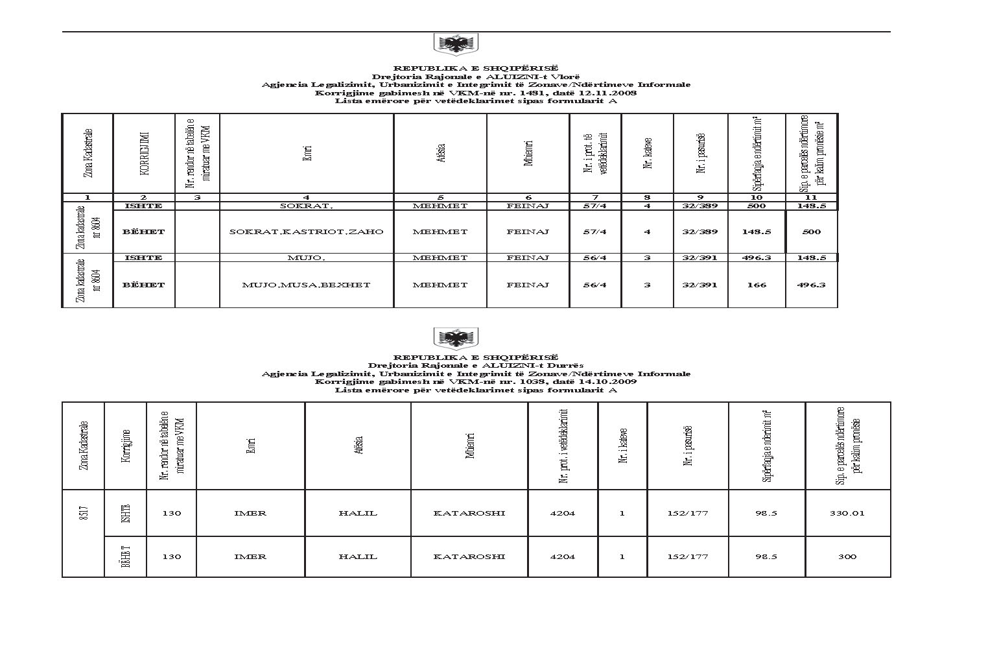 REPUBLIKA E SHQIPËRISË
Drejtoria Rajonale e ALUIZNI-t Vlorë
Agjencia Legalizimit, Urbanizimit e Integrimit të Zonave/Ndërtimeve Informale
Korrigjime gabimesh në VKM-në nr. 1481, datë 12.11.2008
Lista emërore për vetëdeklarimet sipas formularit A
Zona Kadastrale
KORRIGJIMI
Nr. rendor në tabelën e
miratuar me VKM
Emri
Atësia
Mbiemri
Nr. i prot. të
vetëdeklarimit
Nr. kateve
Nr. i pasurisë
Sipërfaqja e ndërtimit m²
Sip. e parcelës ndërtimore
për kalim pronësie m²
1 2 3 4 5 6 7 8 9 10 11
Zona kadastrale
nr 8604
ISHTE SOKRAT, MEHMET FEINAJ 57/4 4 32/389 500 148.5
BËHET SOKRAT,KASTRIOT,ZAHO MEHMET FEINAJ 57/4 4 32/389 148.5 500
Zona kadastrale
nr 8604
ISHTE MUJO, MEHMET FEINAJ 56/4 3 32/391 496.3 148.5
BËHET MUJO,MUSA,BEXHET MEHMET FEINAJ 56/4 3 32/391 166 496.3
REPUBLIKA E SHQIPËRISË
Drejtoria Rajonale e ALUIZNI-t Durrës
Agjencia Legalizimit, Urbanizimit e Integrimit të Zonave/Ndërtimeve Informale
Korrigjime gabimesh në VKM-në nr. 1038, datë 14.10.2009
Lista emërore për vetëdeklarimet sipas formularit A
Zona Kadastrale
Korrigjime
Nr. rendor në tabelën e
miratuar me VKM
Emri
Atësia
Mbiemri
Nr. prot. i vetëdeklarimit
Nr. i kateve
Nr. i pasurisë
Sipërfaqja e nderimit m²
Sip. e parcelës ndërtimore
për kalim pronësie
8517
ISHTE 130 IMER HALIL KATAROSHI 4204 1 152/177 98.5 330.01
BËHET 130 IMER HALIL KATAROSHI 4204 1 152/177 98.5 300